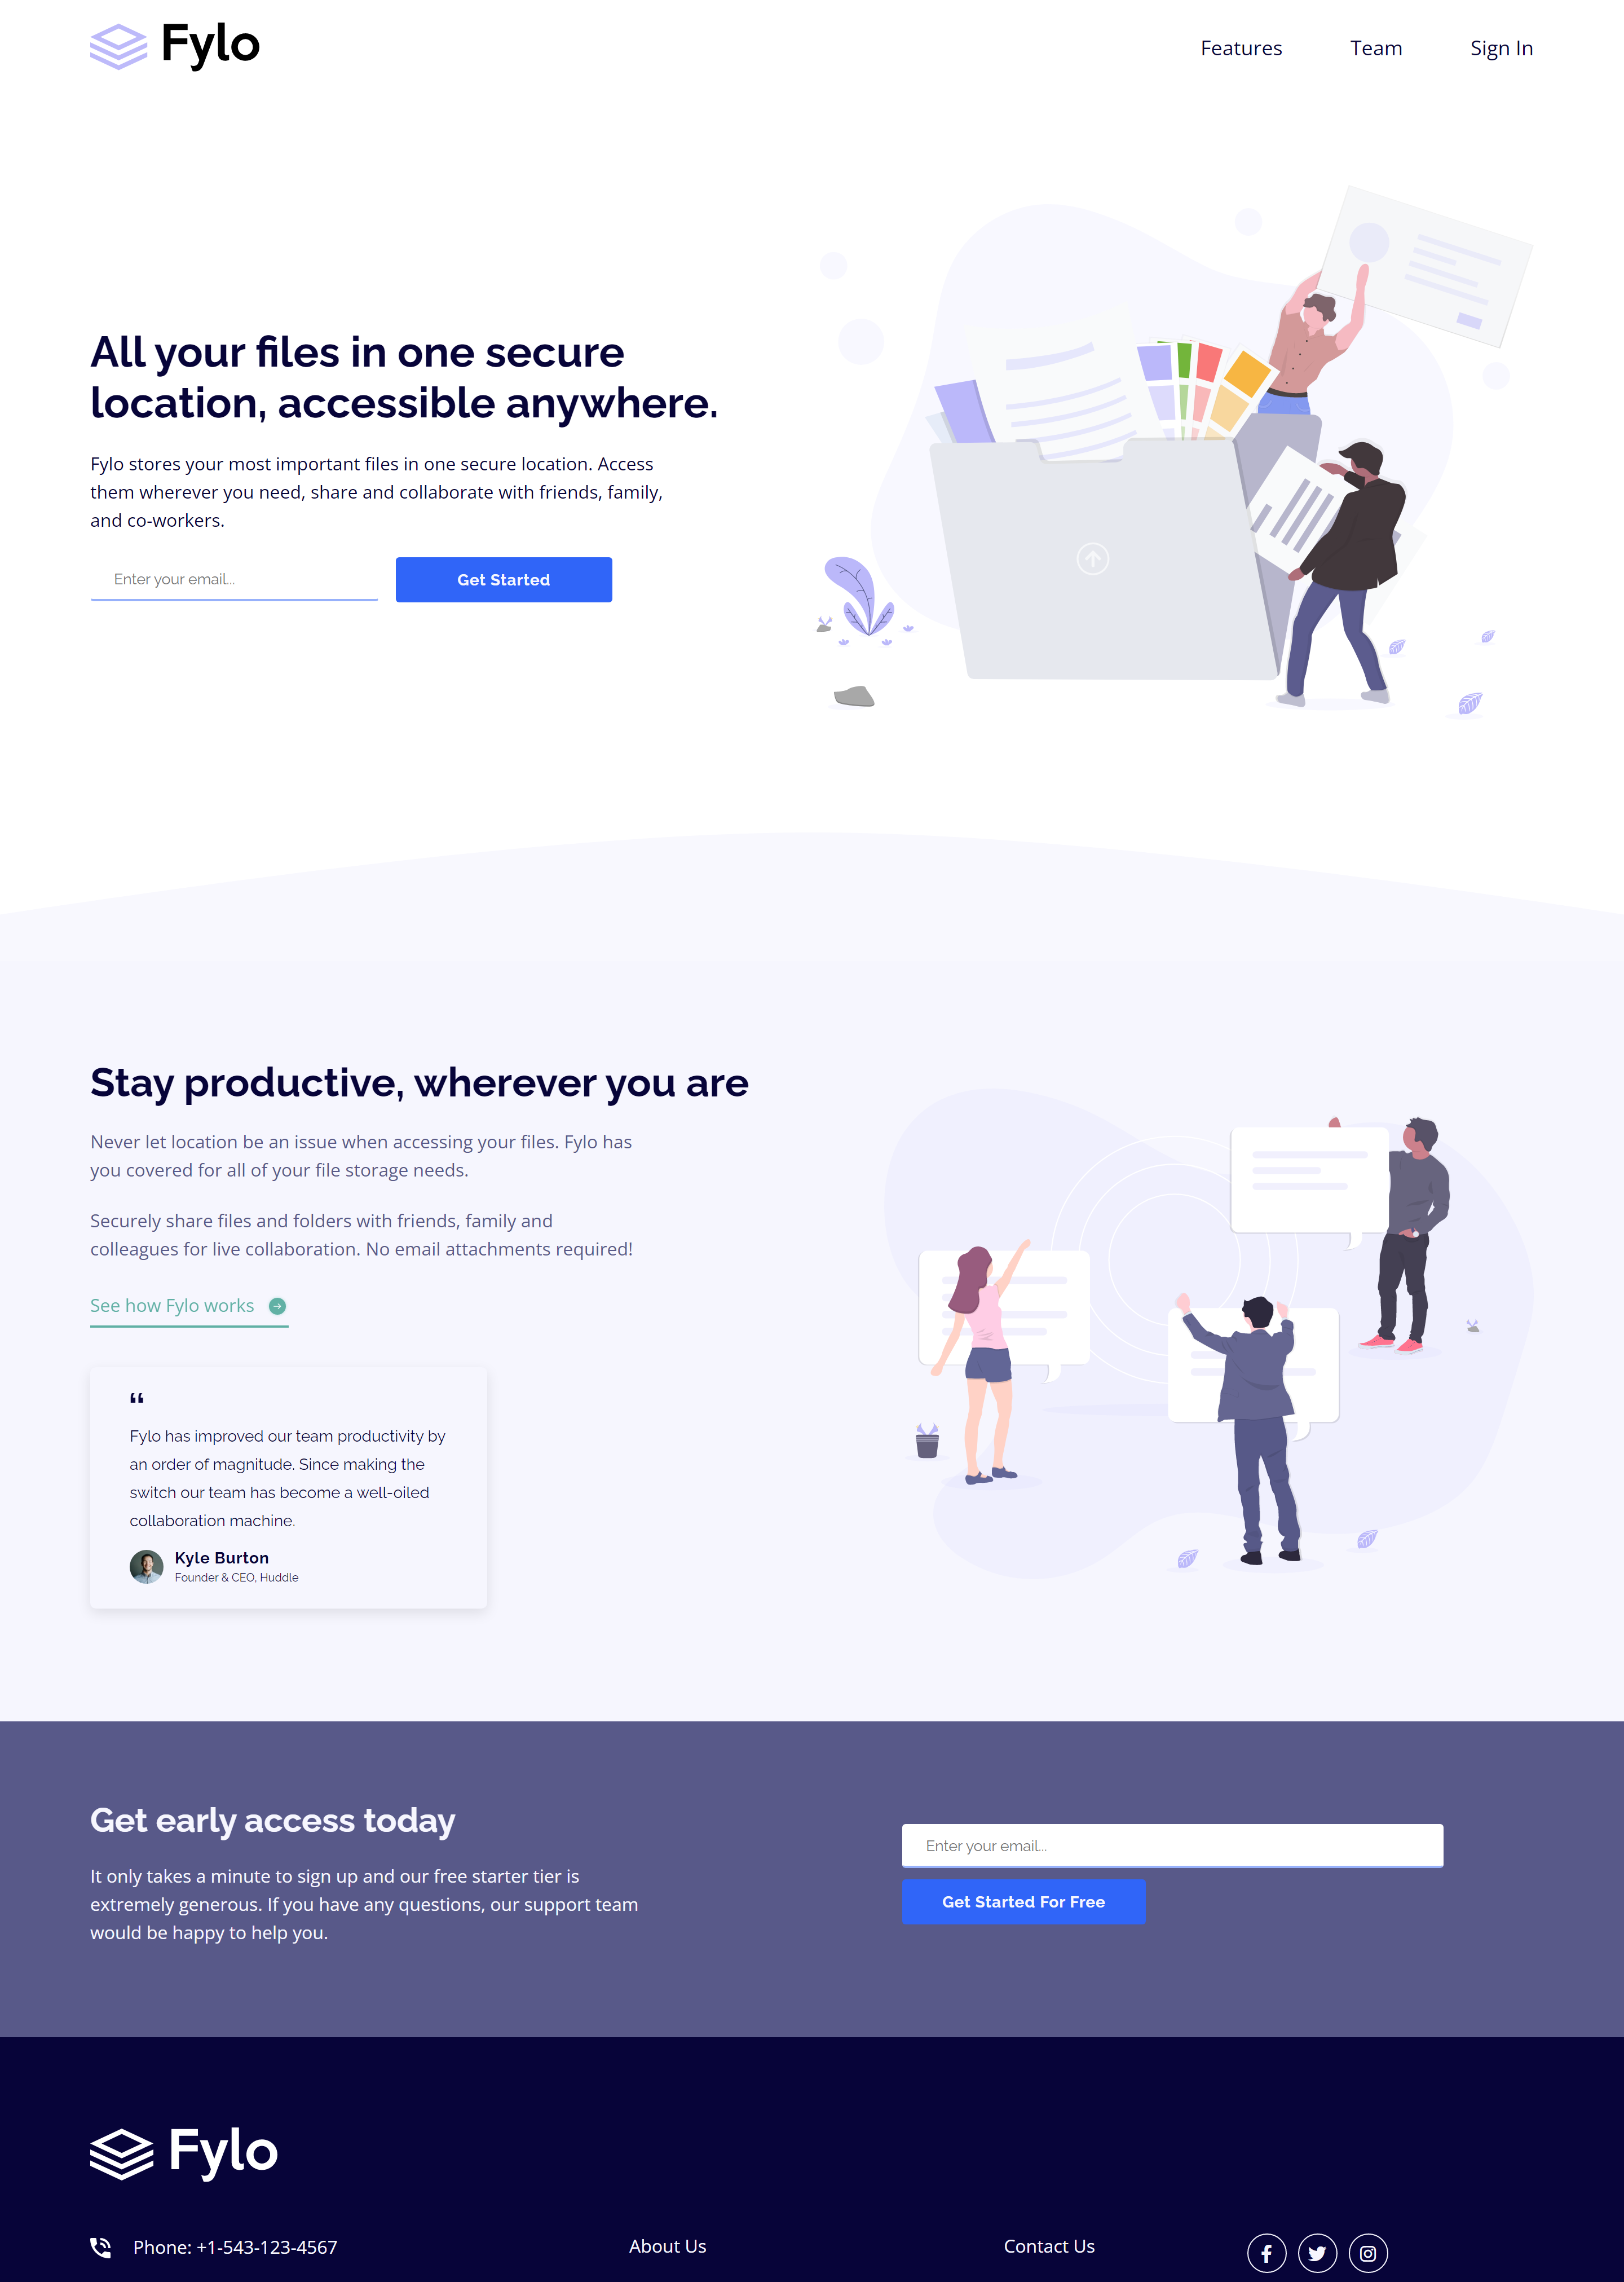 Fylo
Features Team Sign In
All your files in one secure
location, accessible anywhere.
Fylo stores your most important files in one secure location. Access
them wherever you need, share and collaborate with friends, family,
and co-workers.
Enter your email...
Get Started
Stay productive, wherever you are
Never let location be an issue when accessing your files. Fylo has
you covered for all of your file storage needs.
Securely share files and folders with friends, family and
colleagues for live collaboration. No email attachments required!
See how Fylo works
“
Fylo has improved our team productivity by
an order of magnitude. Since making the
switch our team has become a well-oiled
collaboration machine.
Kyle Burton
Founder & CEO, Huddle
Get early access today
It only takes a minute to sign up and our free starter tier is
extremely generous. If you have any questions, our support team
would be happy to help you.
Enter your email...
Get Started For Free
Fylo
Phone: +1-543-123-4567
About Us
Contact Us